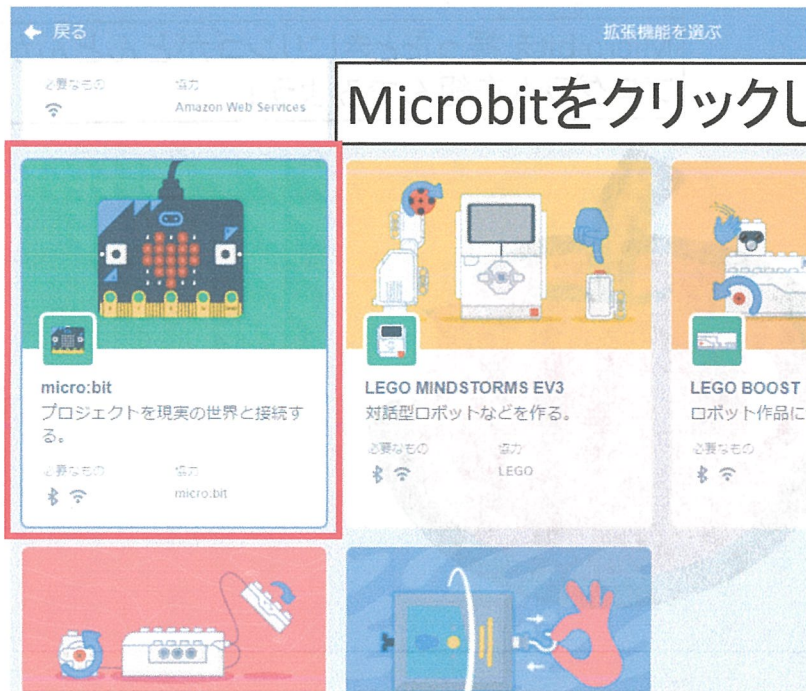 戻る
拡張機能を選ぶ
必要なもの
協力
Amazon Web Services
Microbitをクリックし
micro:bit
プロジェクトを現実の世界と接続す
る。
必要なもの
協力
micro:bit
LEGO MINDSTORMS EV3
対話型ロボットなどを作る。
必要なもの
協力
LEGO
LEGO BOOST
ロボット作品に
必要なもの